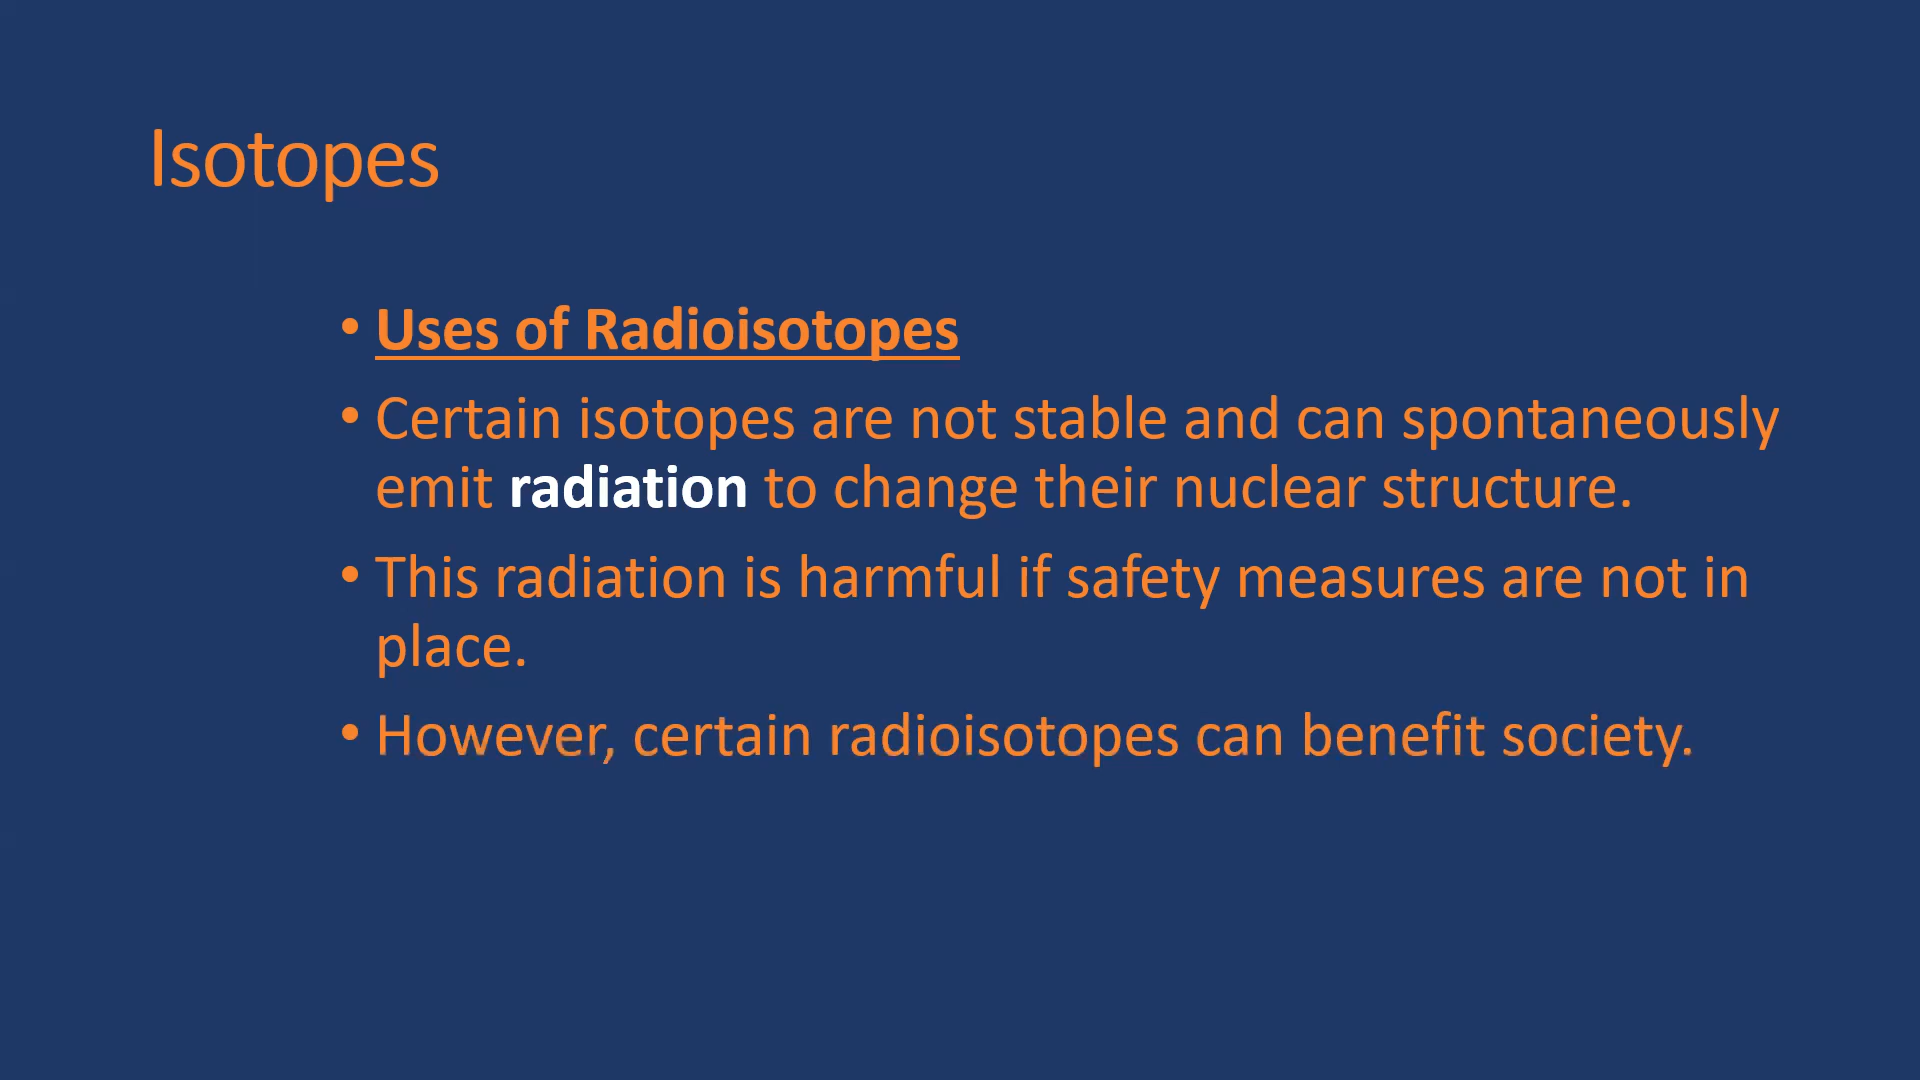 Isotopes
• Uses of Radioisotopes
• Certain isotopes are not stable and can spontaneously
emit radiation to change their nuclear structure.
• This radiation is harmful if safety measures are not in
place.
• However, certain radioisotopes can benefit society.